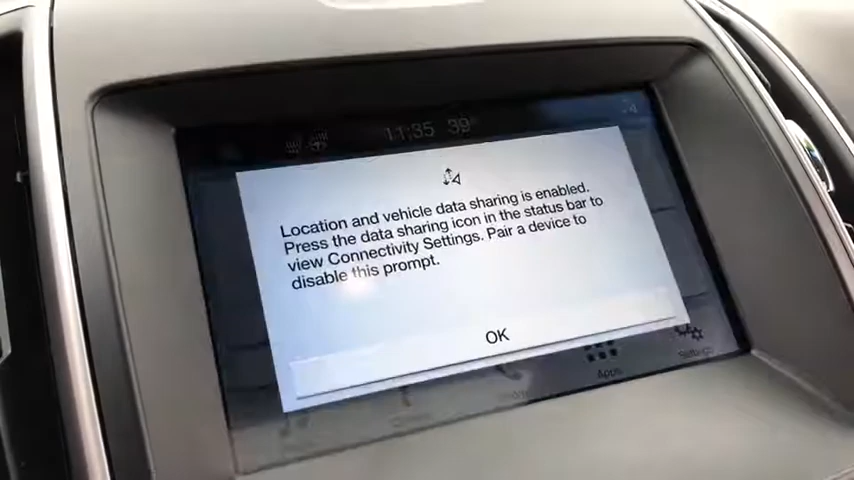 11:35 39
Location and vehicle data sharing is enabled.
Press the data sharing icon in the status bar to
view Connectivity Settings. Pair a device to
disable this prompt.
OK
Apps
Settings